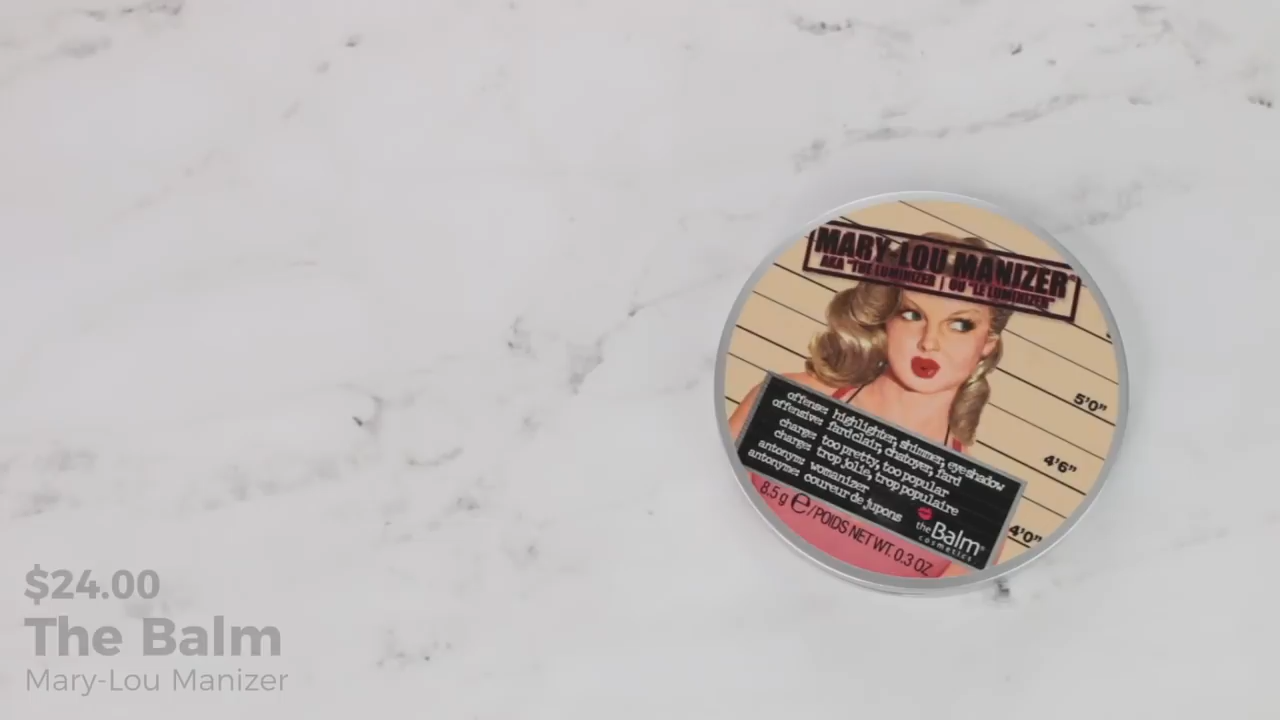 MARY-LOU MANIZER®
AKA "THE LUMINIZER" | OU "LE LUMINIZER"
5'0"
4'6"
4'0"
offense: highlighter, shimmer, eyeshadow
offensive: fard clair, chatoyer, fard
charge: too pretty, too popular
charge: trop jolie, trop populaire
antonym: womanizer
antonyme: coureur de jupons
theBalm®
cosmetics
8.5 g e / POIDS NET WT. 0.3 OZ.
$24.00
The Balm
Mary-Lou Manizer